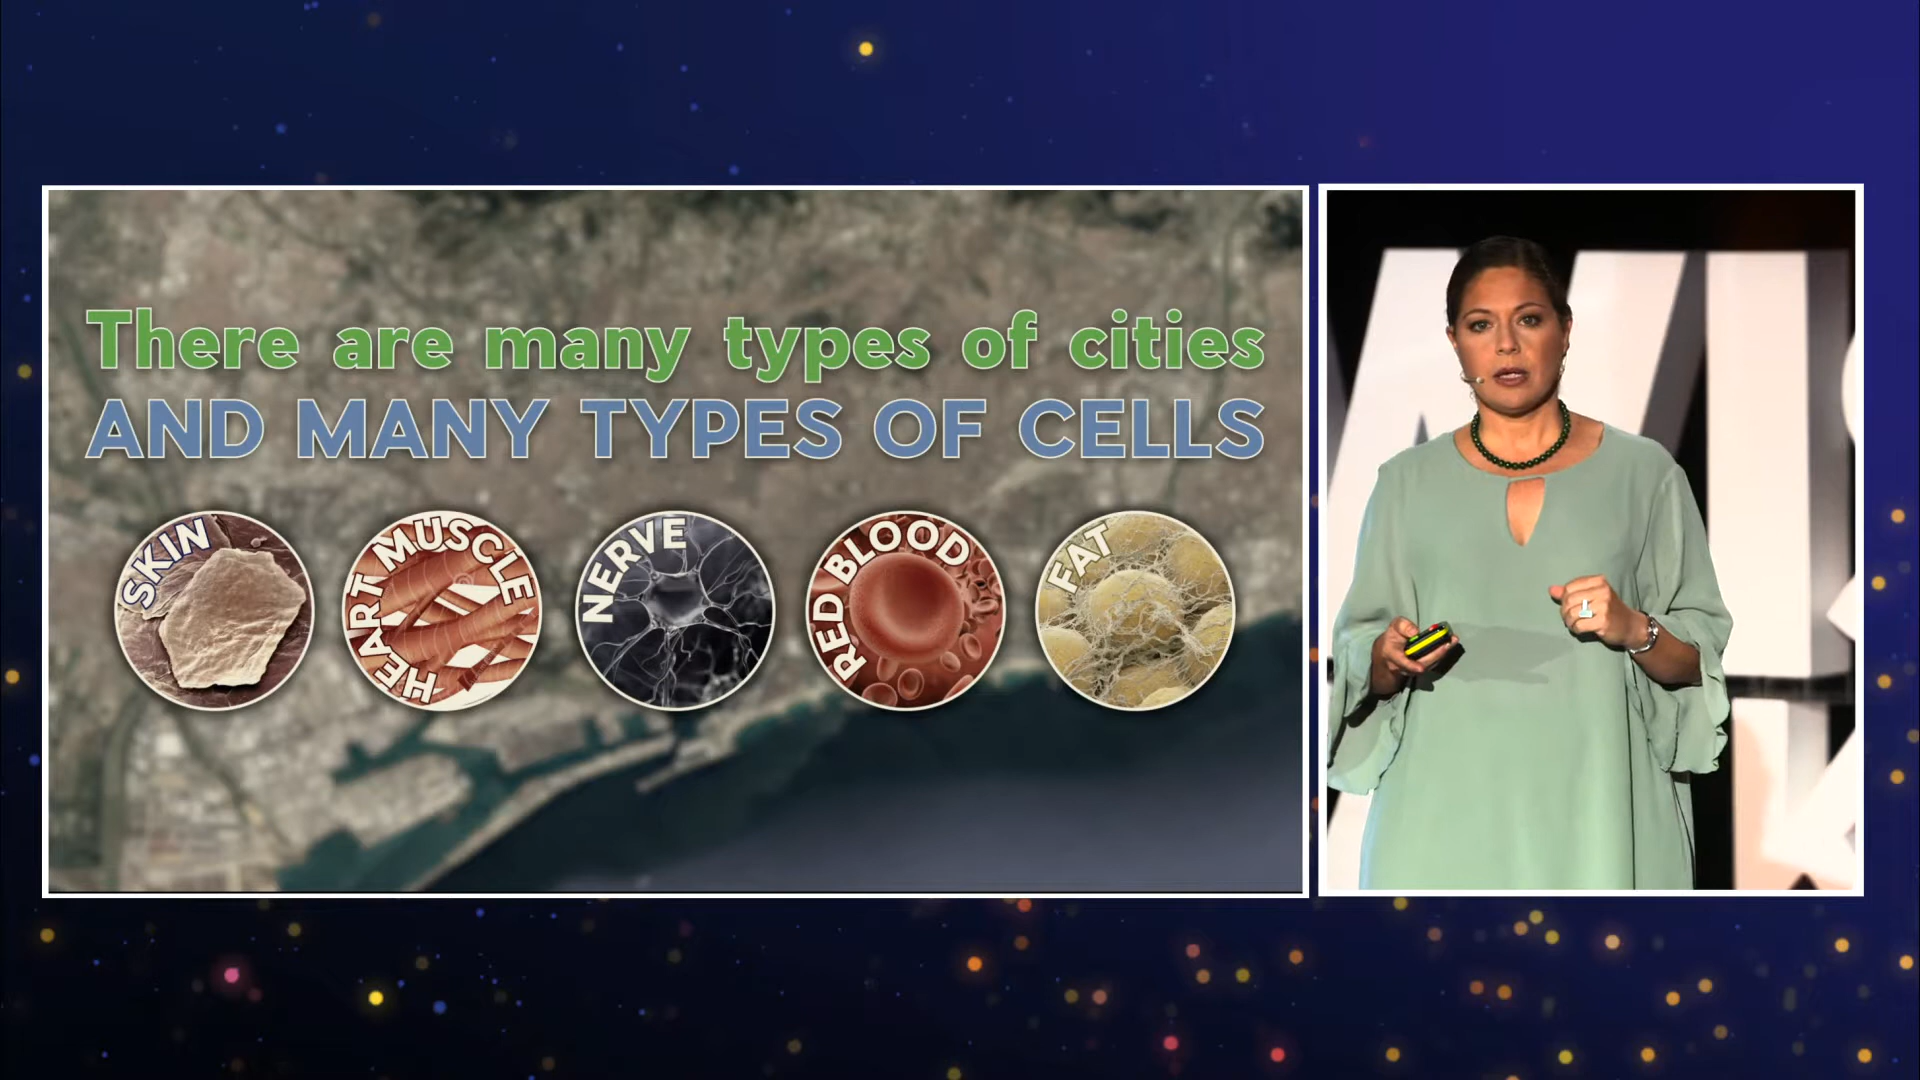 There are many types of cities
AND MANY TYPES OF CELLS
SKIN
HEART MUSCLE
NERVE
RED BLOOD
FAT